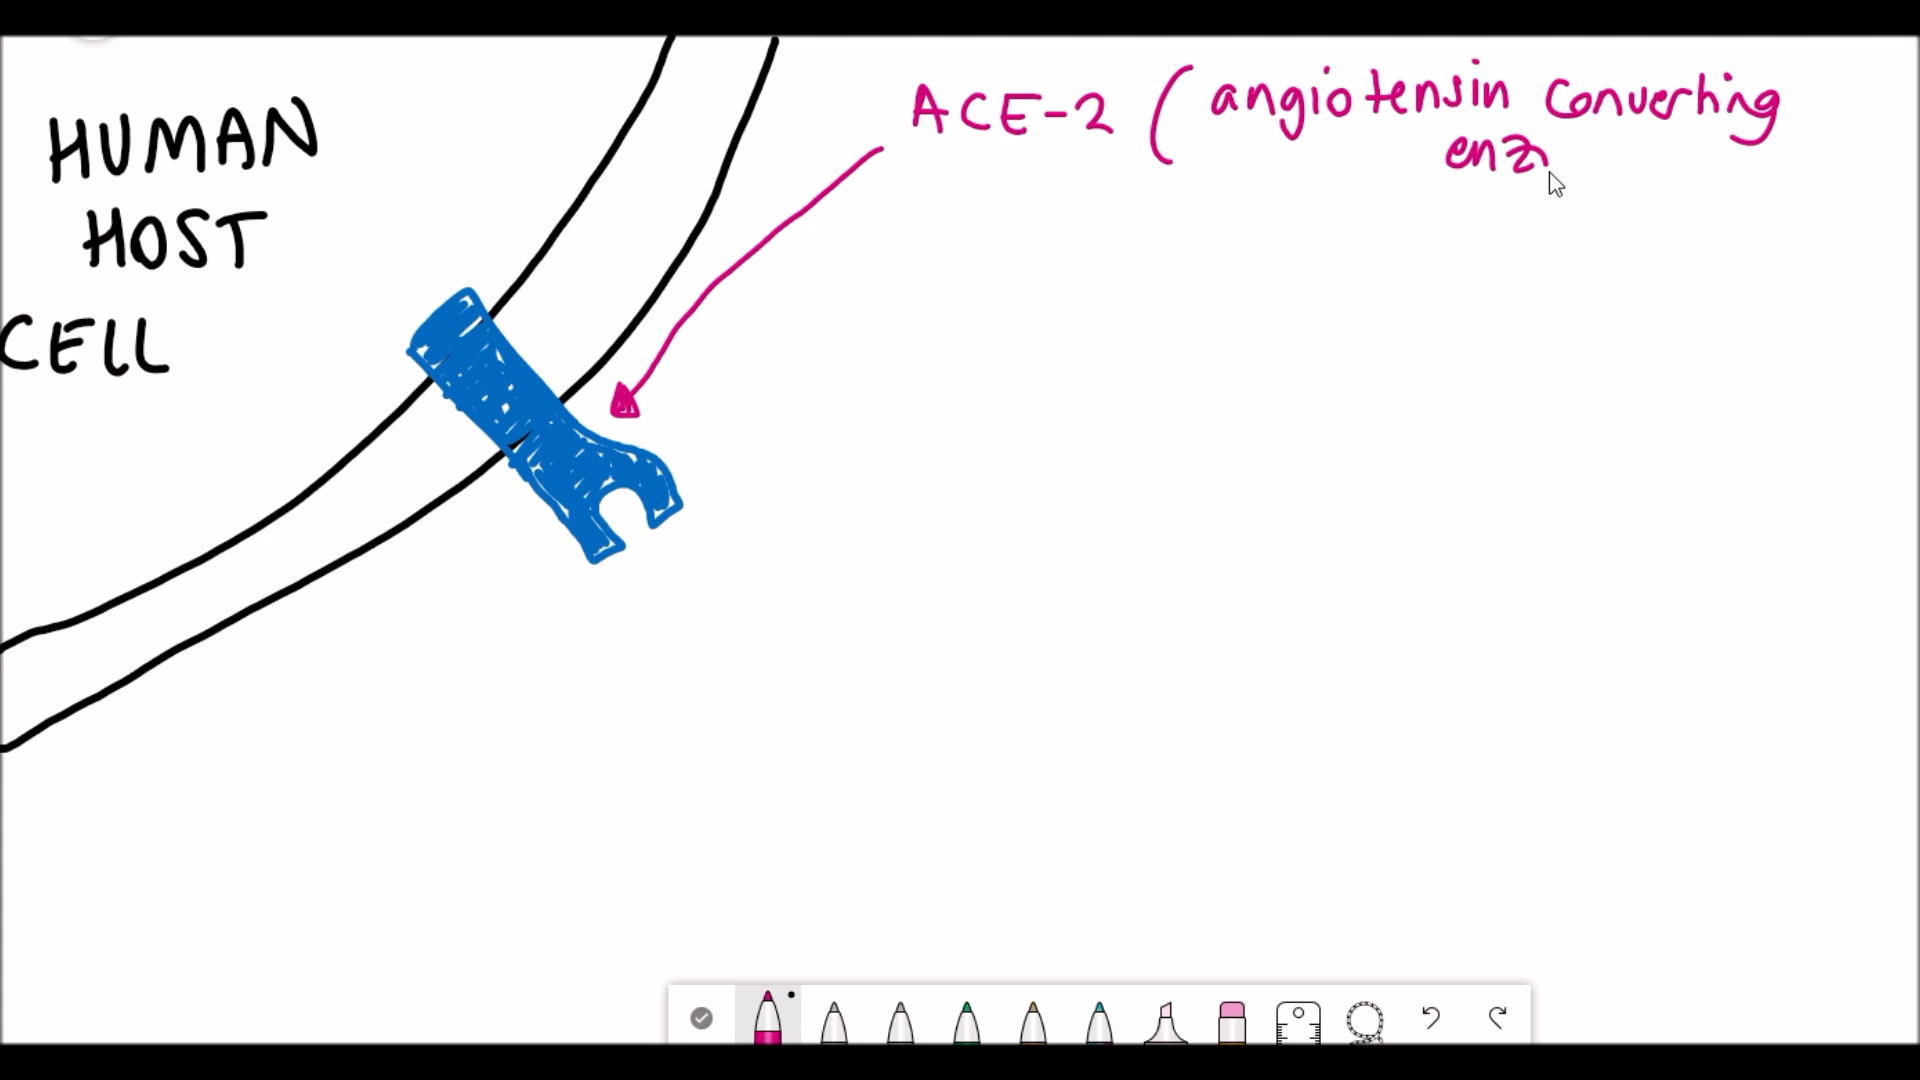 HUMAN
HOST
CELL
ACE-2 (angiotensin converting
enz